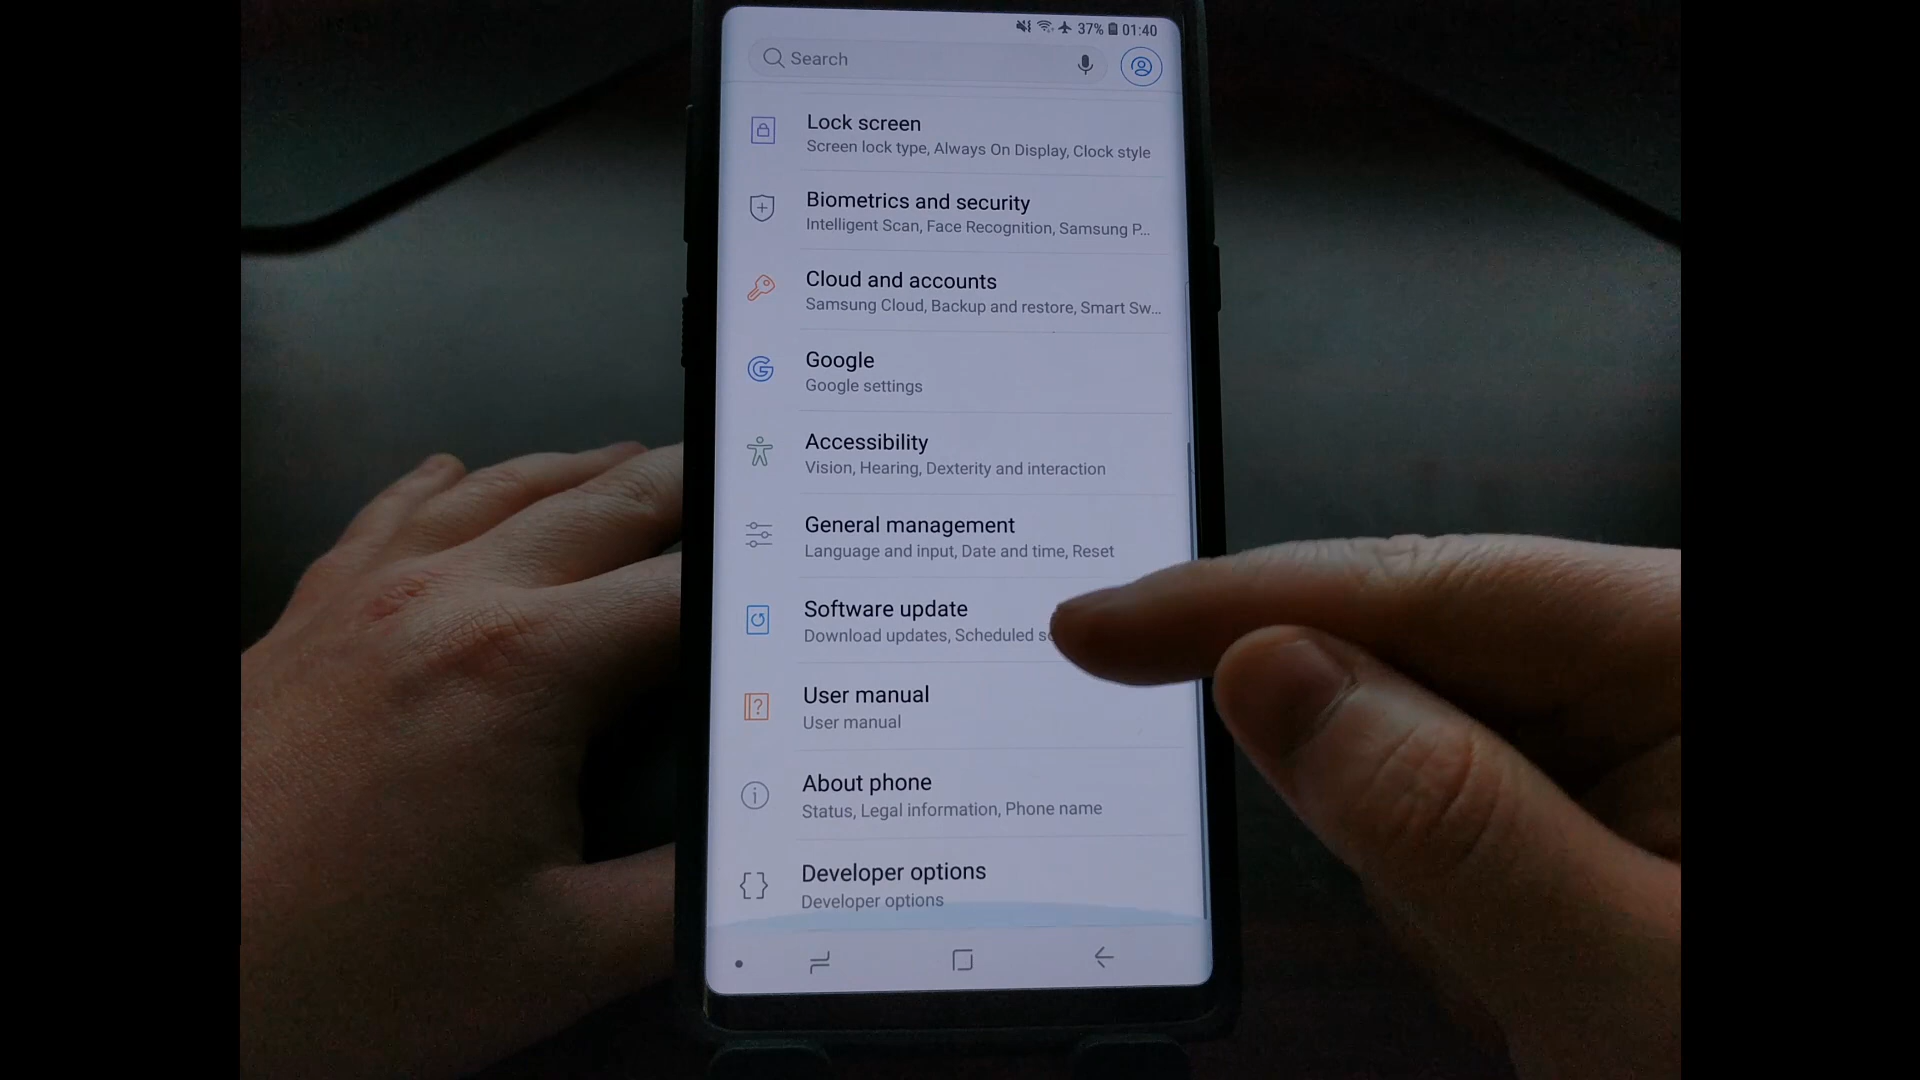 37% 01:40
Search
Lock screen
Screen lock type, Always On Display, Clock style
Biometrics and security
Intelligent Scan, Face Recognition, Samsung P...
Cloud and accounts
Samsung Cloud, Backup and restore, Smart Sw...
Google
Google settings
Accessibility
Vision, Hearing, Dexterity and interaction
General management
Language and input, Date and time, Reset
Software update
Download updates, Scheduled
User manual
User manual
About phone
Status, Legal information, Phone name
Developer options
Developer options